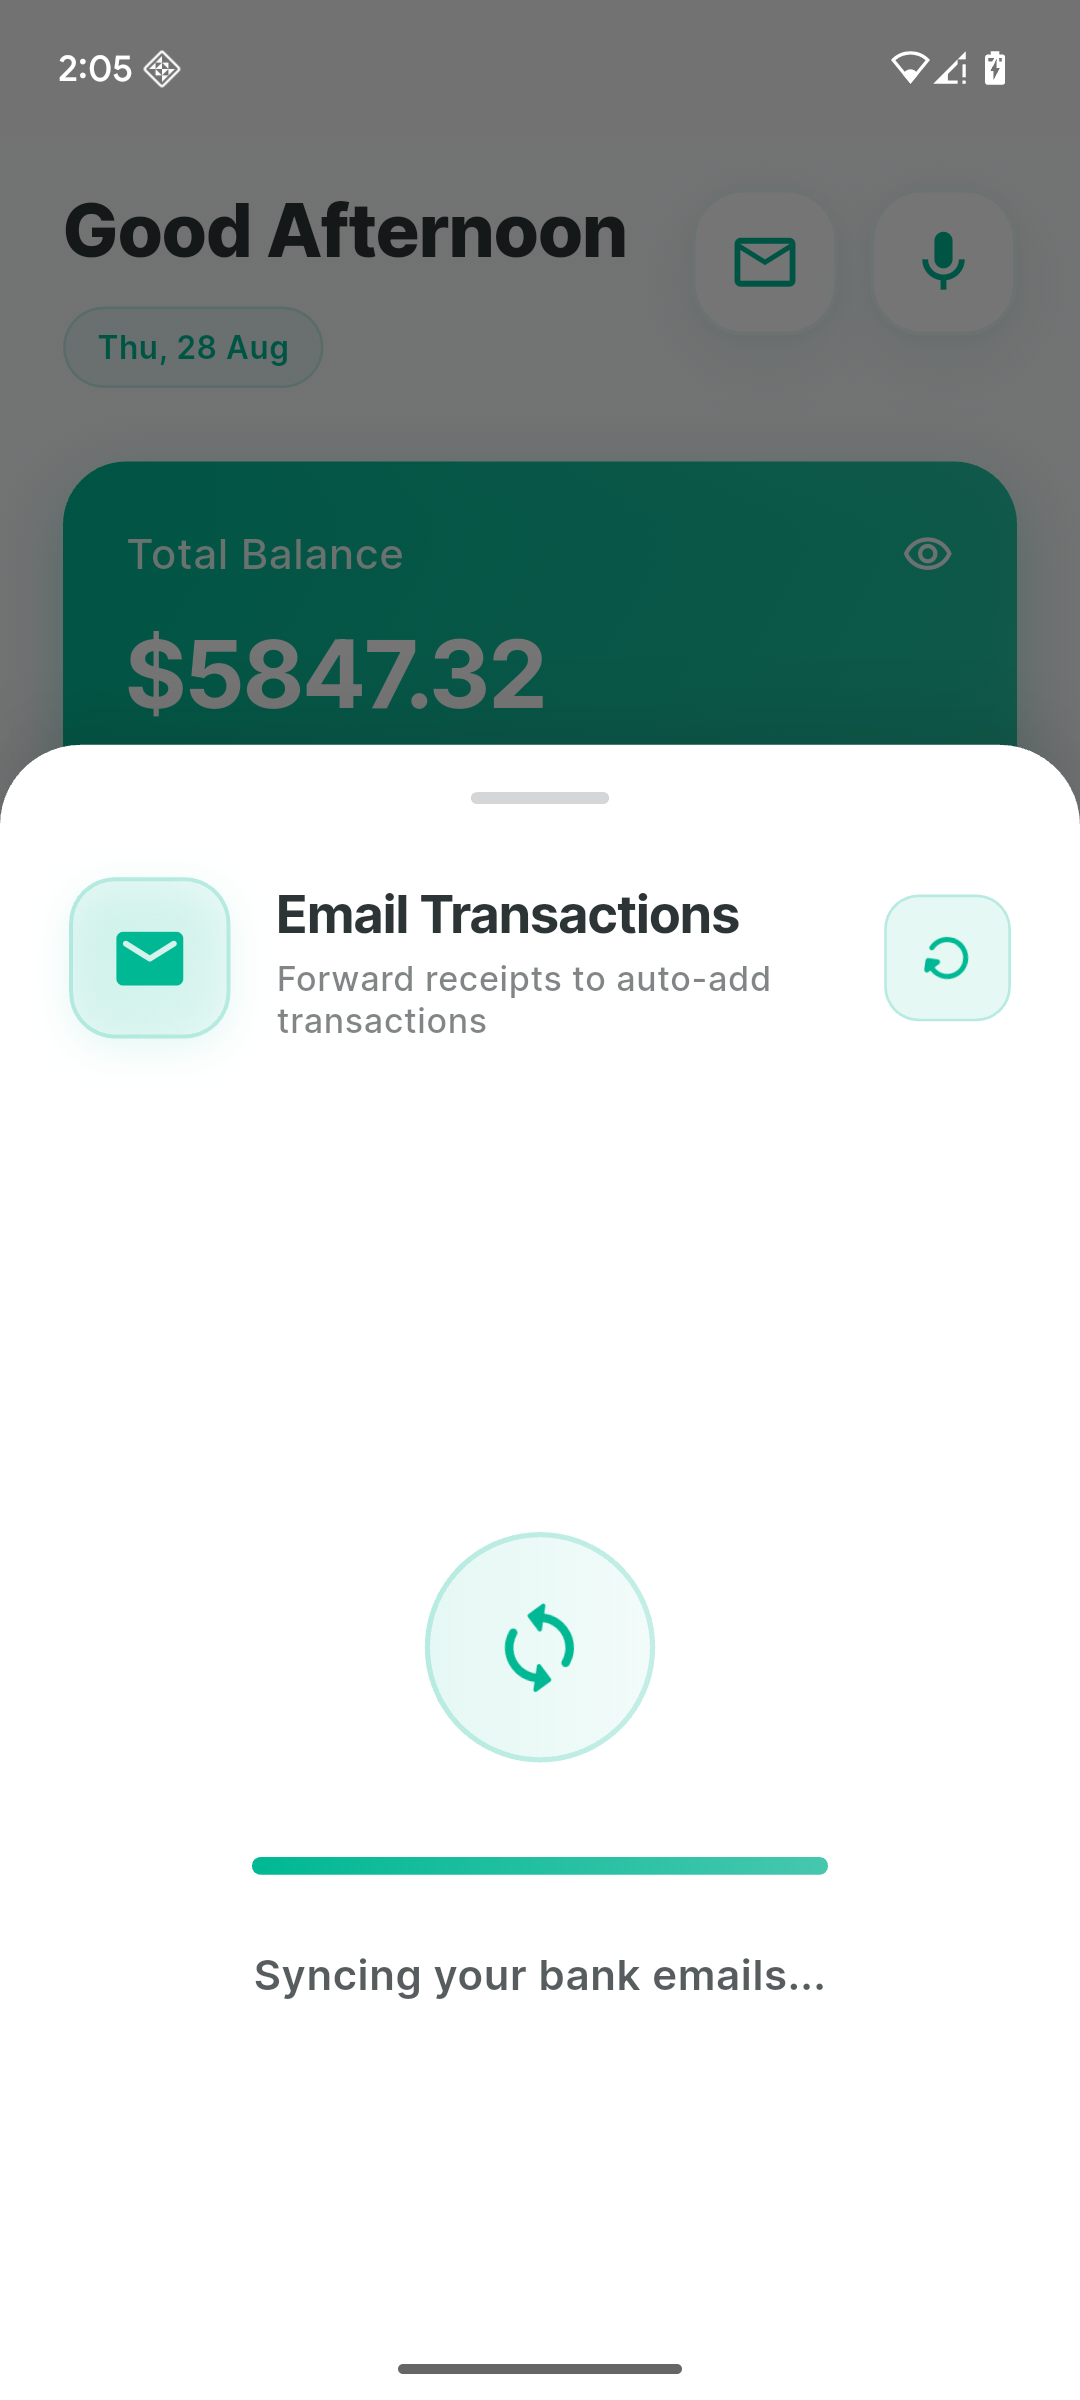 2:05
Good Afternoon
Thu, 28 Aug
Total Balance
$5847.32
Email Transactions
Forward receipts to auto-add
transactions
Syncing your bank emails...